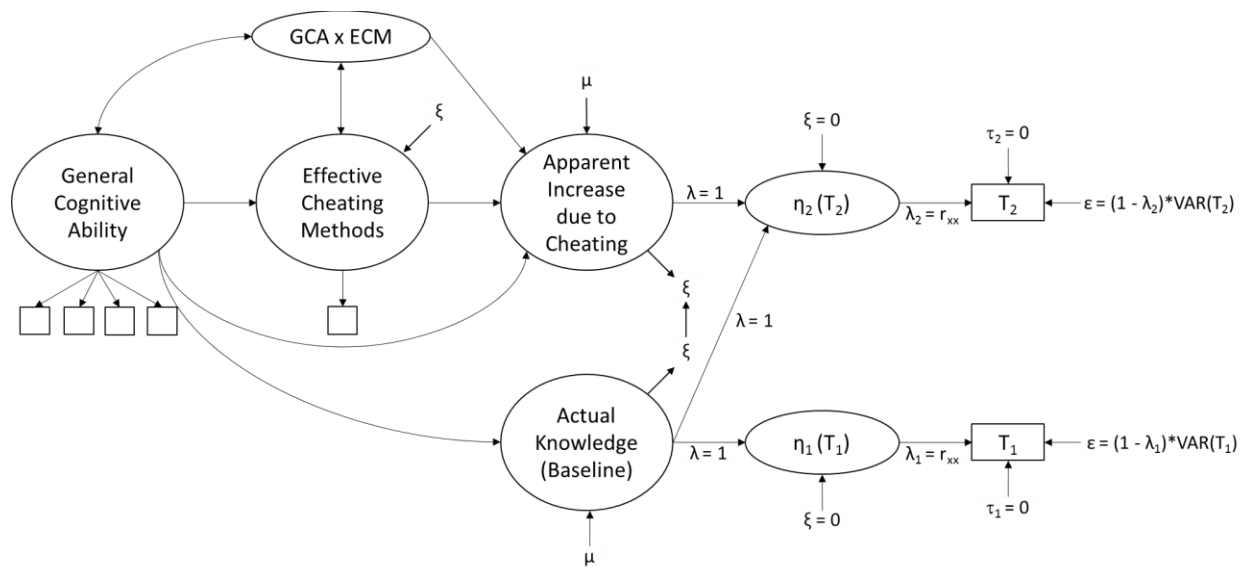 GCA x ECM
μ
ξ
ξ = 0
τ₂ = 0
General
Cognitive
Ability
Effective
Cheating
Methods
Apparent
Increase
due to
Cheating
λ = 1
η₂ (T₂)
λ₂ = rₓₓ
T₂
ε = (1 - λ₂)*VAR(T₂)
ξ
λ = 1
ξ
Actual
Knowledge
(Baseline)
λ = 1
η₁ (T₁)
λ₁ = rₓₓ
T₁
ε = (1 - λ₁)*VAR(T₁)
μ
ξ = 0
τ₁ = 0